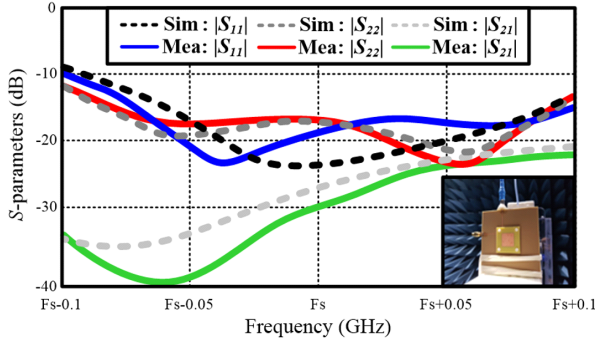 0
-10
-20
-30
-40
S-parameters (dB)
Sim : |S11| Sim : |S22| Sim : |S21|
Mea: |S11| Mea: |S22| Mea: |S21|
Fs-0.1 Fs-0.05 Fs Fs+0.05 Fs+0.1
Frequency (GHz)